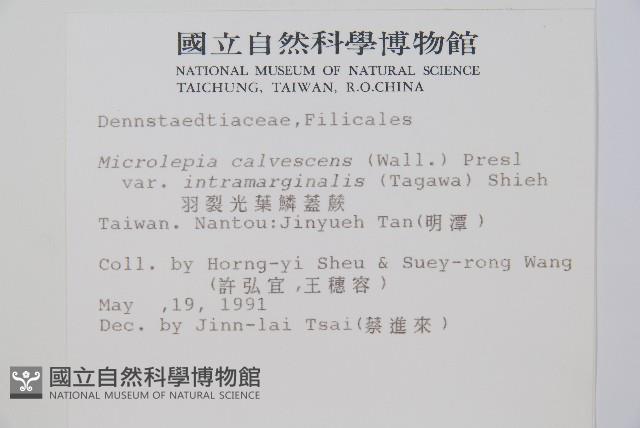 國立自然科學博物館
NATIONAL MUSEUM OF NATURAL SCIENCE
TAICHUNG, TAIWAN, R.O.CHINA
Dennstaedtiaceae,Filicales
Microlepia calvescens (Wall.) Presl
var. intramarginalis (Tagawa) Shieh
羽裂光葉鱗蓋蕨
Taiwan. Nantou:Jinyueh Tan(明潭)
Coll. by Horng-yi Sheu & Suey-rong Wang
(許弘宜,王穗容)
May ,19, 1991
Dec. by Jinn-lai Tsai(蔡進來)
國立自然科學博物館
NATIONAL MUSEUM OF NATURAL SCIENCE